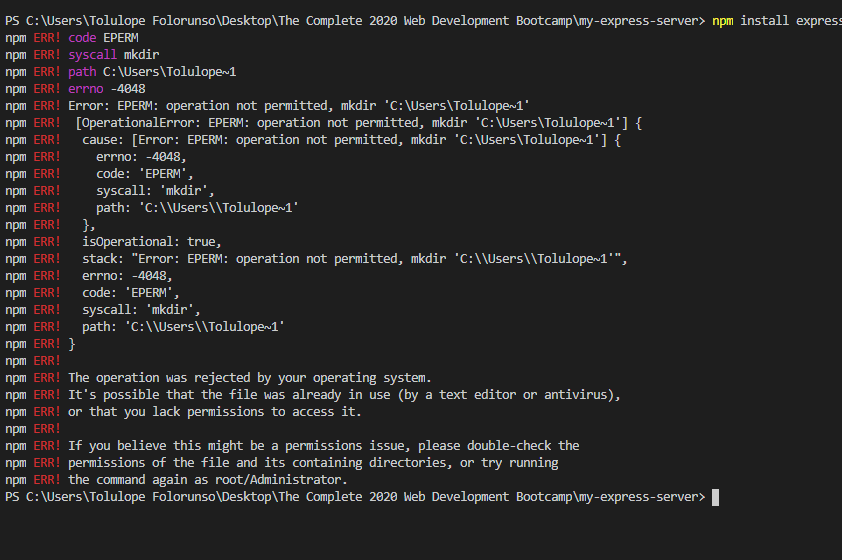 PS C:\Users\Tolulope Folorunso\Desktop\The Complete 2020 Web Development Bootcamp\my-express-server> npm install express
npm ERR! code EPERM
npm ERR! syscall mkdir
npm ERR! path C:\Users\Tolulope~1
npm ERR! errno -4048
npm ERR! Error: EPERM: operation not permitted, mkdir 'C:\Users\Tolulope~1'
npm ERR!  [OperationalError: EPERM: operation not permitted, mkdir 'C:\Users\Tolulope~1'] {
npm ERR!   cause: [Error: EPERM: operation not permitted, mkdir 'C:\Users\Tolulope~1'] {
npm ERR!     errno: -4048,
npm ERR!     code: 'EPERM',
npm ERR!     syscall: 'mkdir',
npm ERR!     path: 'C:\\Users\\Tolulope~1'
npm ERR!   },
npm ERR!   isOperational: true,
npm ERR!   stack: "Error: EPERM: operation not permitted, mkdir 'C:\\Users\\Tolulope~1'",
npm ERR!   errno: -4048,
npm ERR!   code: 'EPERM',
npm ERR!   syscall: 'mkdir',
npm ERR!   path: 'C:\\Users\\Tolulope~1'
npm ERR! }
npm ERR!
npm ERR! The operation was rejected by your operating system.
npm ERR! It's possible that the file was already in use (by a text editor or antivirus),
npm ERR! or that you lack permissions to access it.
npm ERR!
npm ERR! If you believe this might be a permissions issue, please double-check the
npm ERR! permissions of the file and its containing directories, or try running
npm ERR! the command again as root/Administrator.
PS C:\Users\Tolulope Folorunso\Desktop\The Complete 2020 Web Development Bootcamp\my-express-server>